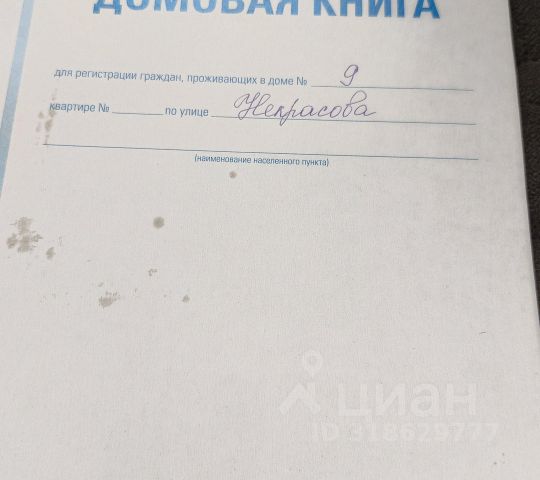 ДОМОВАЯ КНИГА
для регистрации граждан, проживающих в доме № 9
квартире № по улице Некрасова
(наименование населенного пункта)
циан
ID 318629777